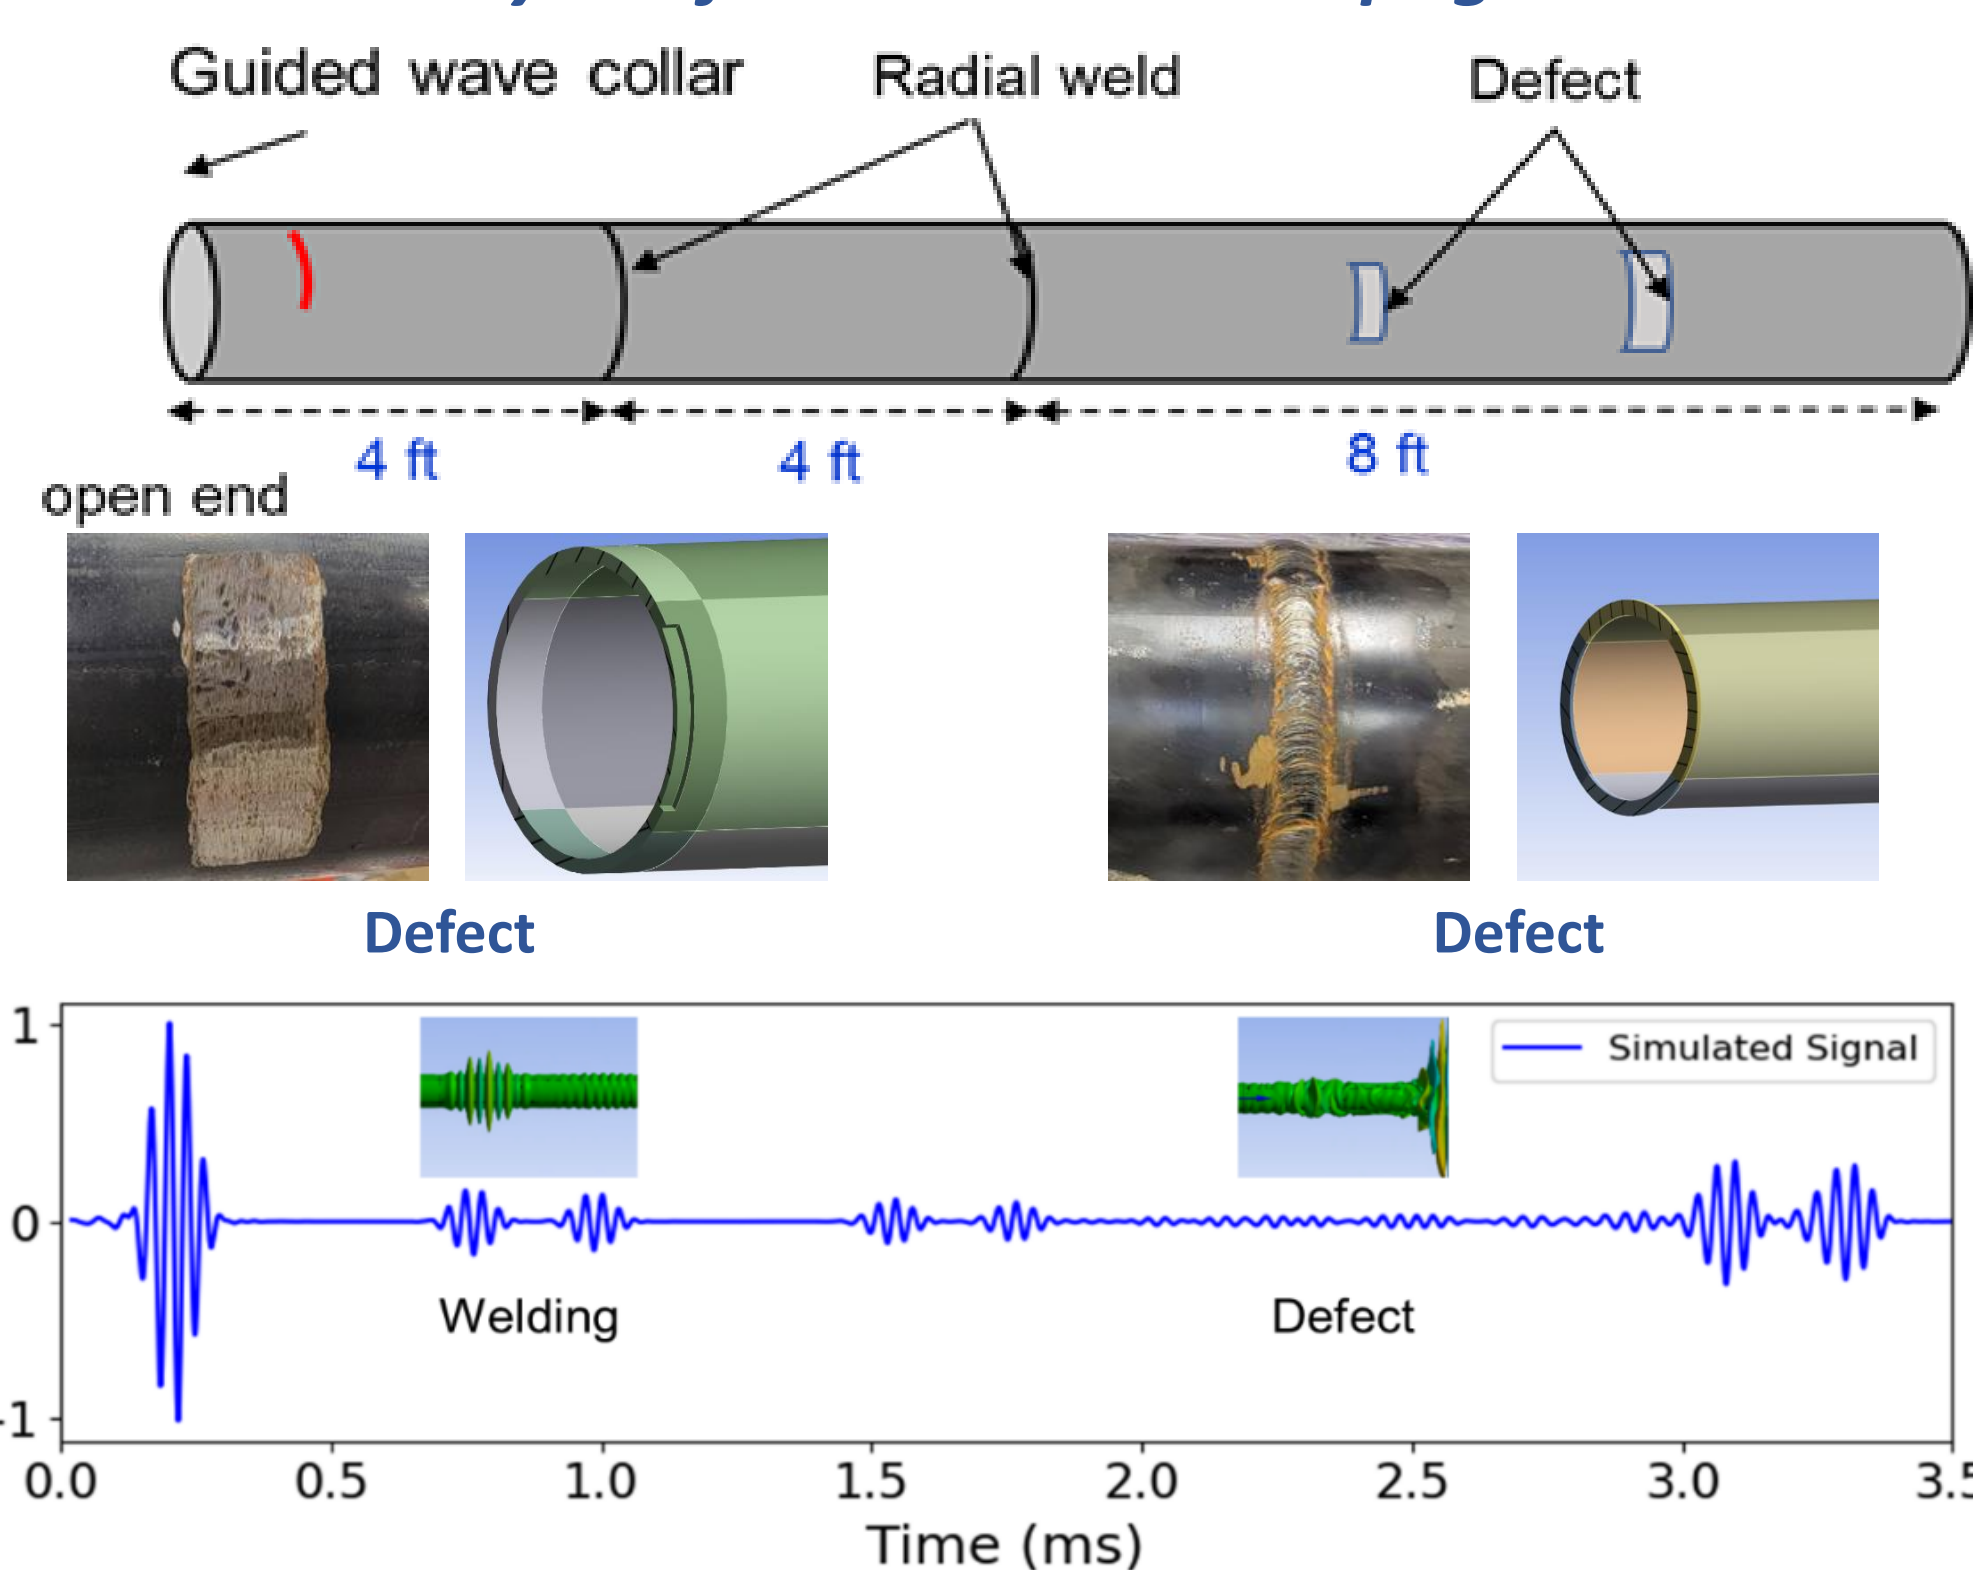 Guided wave collar
Radial weld
Defect
4 ft
4 ft
8 ft
open end
Defect
Defect
1
0
-1
Simulated Signal
Welding
Defect
0.0 0.5 1.0 1.5 2.0 2.5 3.0 3.5
Time (ms)